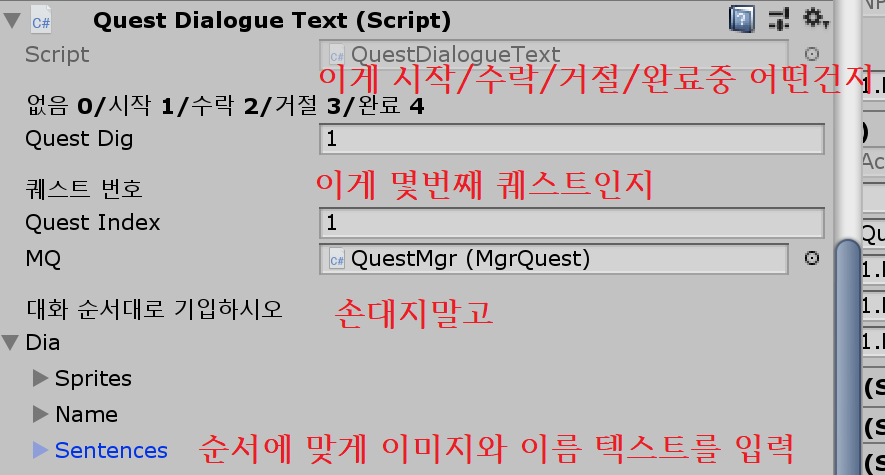 Quest Dialogue Text (Script)
Script QuestDialogueText
이게 시작/수락/거절/완료중 어떤건지
없음 0/시작 1/수락 2/거절 3/완료 4
Quest Dig 1
퀘스트 번호 이게 몇번째 퀘스트인지
Quest Index 1
MQ QuestMgr (MgrQuest)
대화 순서대로 기입하시오 손대지말고
Dia
Sprites
Name
Sentences 순서에 맞게 이미지와 이름 텍스트를 입력